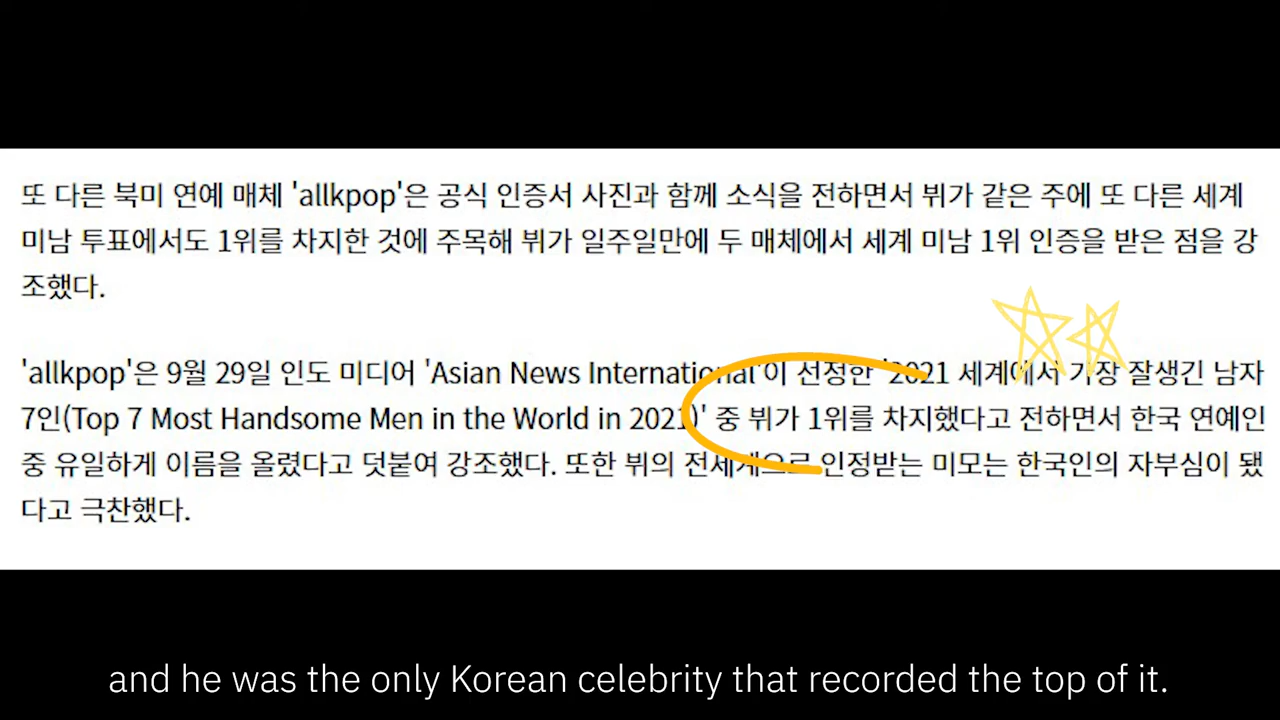 또 다른 북미 연예 매체 'allkpop'은 공식 인증서 사진과 함께 소식을 전하면서 뷔가 같은 주에 또 다른 세계
미남 투표에서도 1위를 차지한 것에 주목해 뷔가 일주일만에 두 매체에서 세계 미남 1위 인증을 받은 점을 강
조했다.
'allkpop'은 9월 29일 인도 미디어 'Asian News International'이 선정한 '2021 세계에서 가장 잘생긴 남자
7인(Top 7 Most Handsome Men in the World in 2021)' 중 뷔가 1위를 차지했다고 전하면서 한국 연예인
중 유일하게 이름을 올렸다고 덧붙여 강조했다. 또한 뷔의 전세계으로 인정받는 미모는 한국인의 자부심이 됐
다고 극찬했다.
and he was the only Korean celebrity that recorded the top of it.